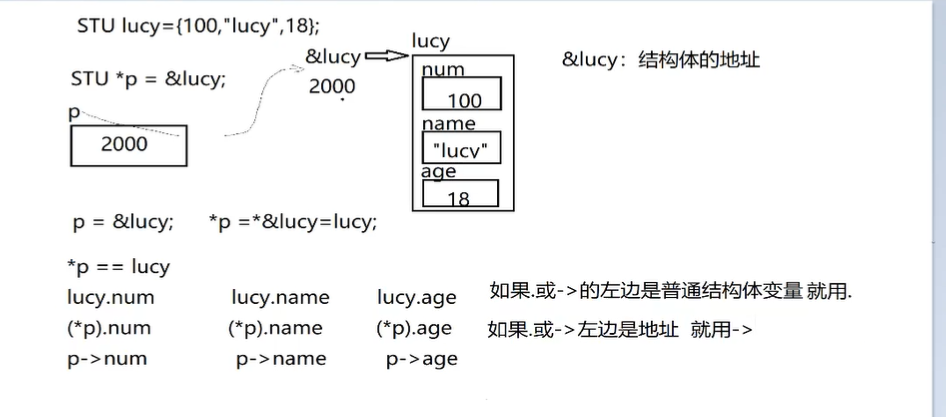 STU lucy={100,"lucy",18};
&lucy
lucy
&lucy：结构体的地址
STU *p = &lucy;
2000
num
100
p
2000
name
"lucy"
age
18
p = &lucy; *p =*&lucy=lucy;
*p == lucy
lucy.num lucy.name lucy.age 如果.或->的左边是普通结构体变量 就用.
(*p).num (*p).name (*p).age 如果.或->左边是地址 就用->
p->num p->name p->age